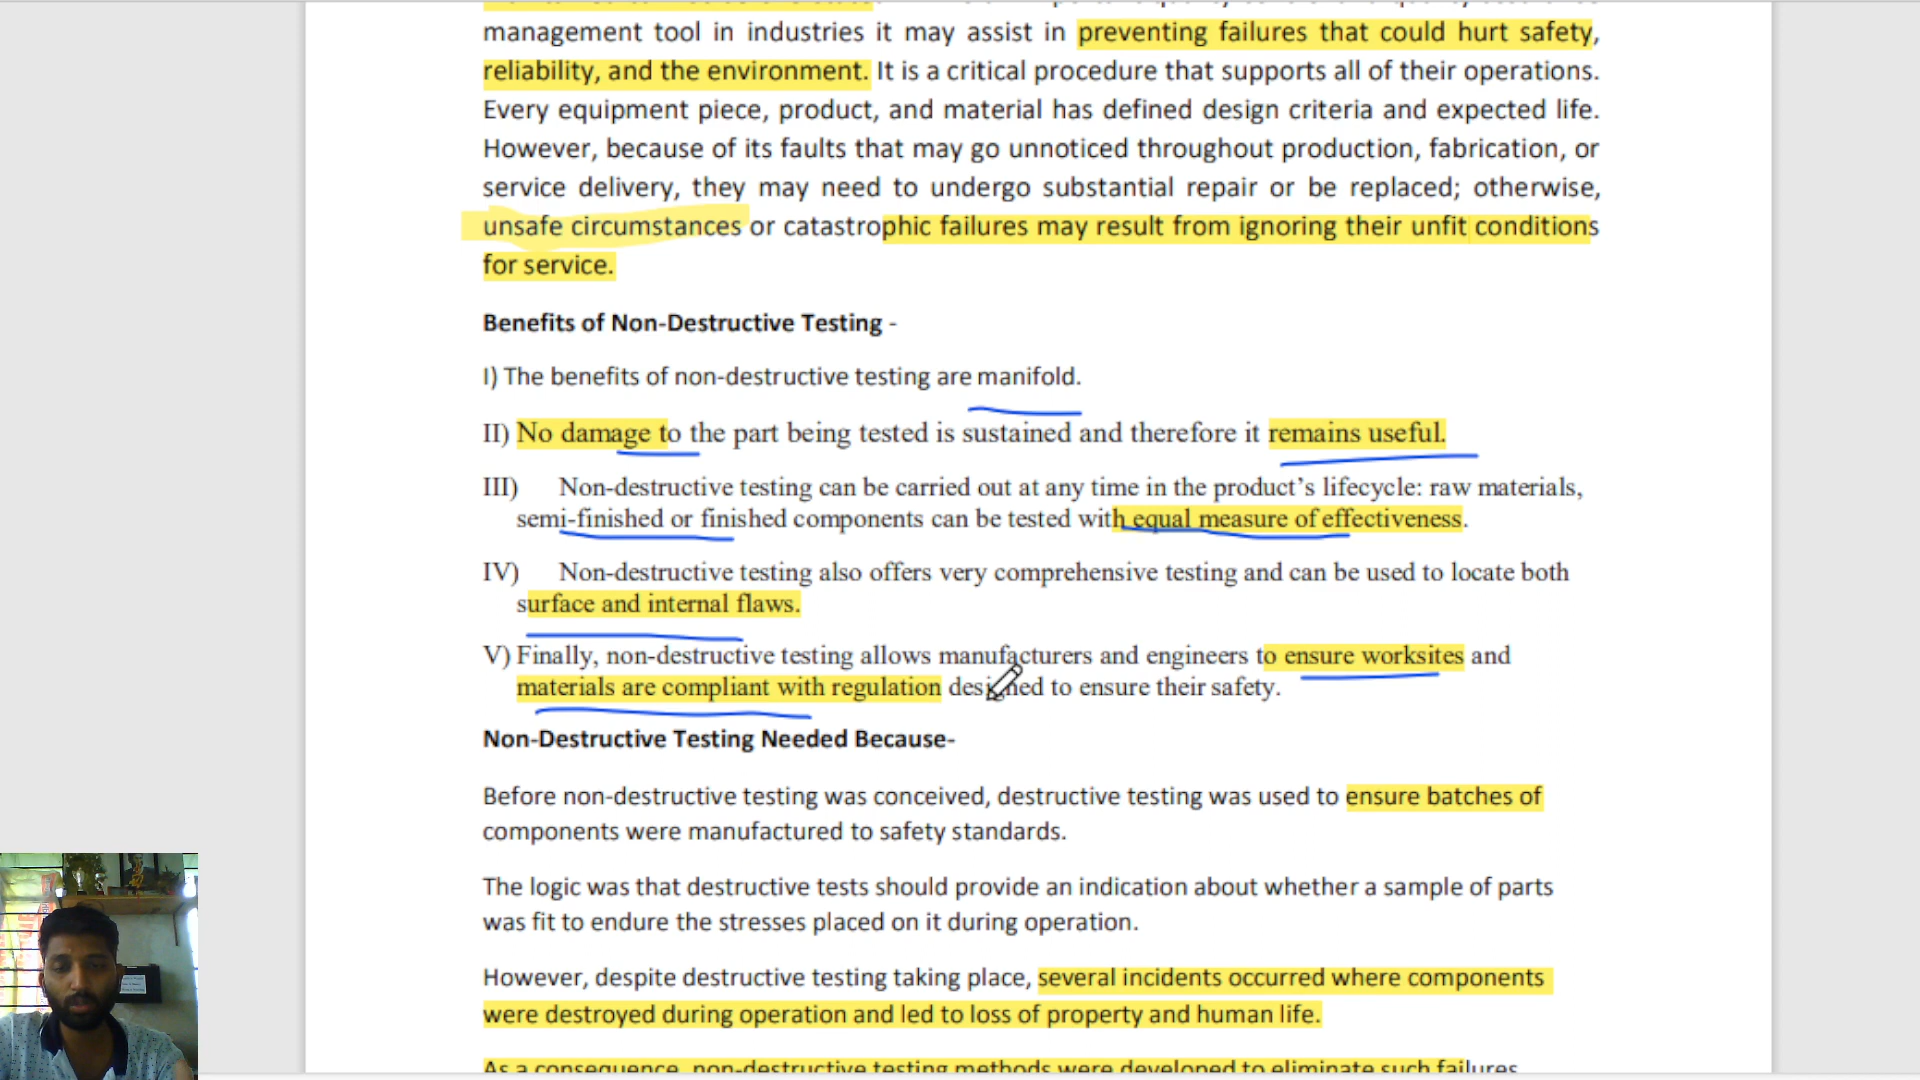 management tool in industries it may assist in preventing failures that could hurt safety,
reliability, and the environment. It is a critical procedure that supports all of their operations.
Every equipment piece, product, and material has defined design criteria and expected life.
However, because of its faults that may go unnoticed throughout production, fabrication, or
service delivery, they may need to undergo substantial repair or be replaced; otherwise,
unsafe circumstances or catastrophic failures may result from ignoring their unfit conditions
for service.
Benefits of Non-Destructive Testing -
I) The benefits of non-destructive testing are manifold.
II) No damage to the part being tested is sustained and therefore it remains useful.
III) Non-destructive testing can be carried out at any time in the product’s lifecycle: raw materials,
semi-finished or finished components can be tested with equal measure of effectiveness.
IV) Non-destructive testing also offers very comprehensive testing and can be used to locate both
surface and internal flaws.
V) Finally, non-destructive testing allows manufacturers and engineers to ensure worksites and
materials are compliant with regulation designed to ensure their safety.
Non-Destructive Testing Needed Because-
Before non-destructive testing was conceived, destructive testing was used to ensure batches of
components were manufactured to safety standards.
The logic was that destructive tests should provide an indication about whether a sample of parts
was fit to endure the stresses placed on it during operation.
However, despite destructive testing taking place, several incidents occurred where components
were destroyed during operation and led to loss of property and human life.
As a consequence, non-destructive testing methods were developed to eliminate such failures